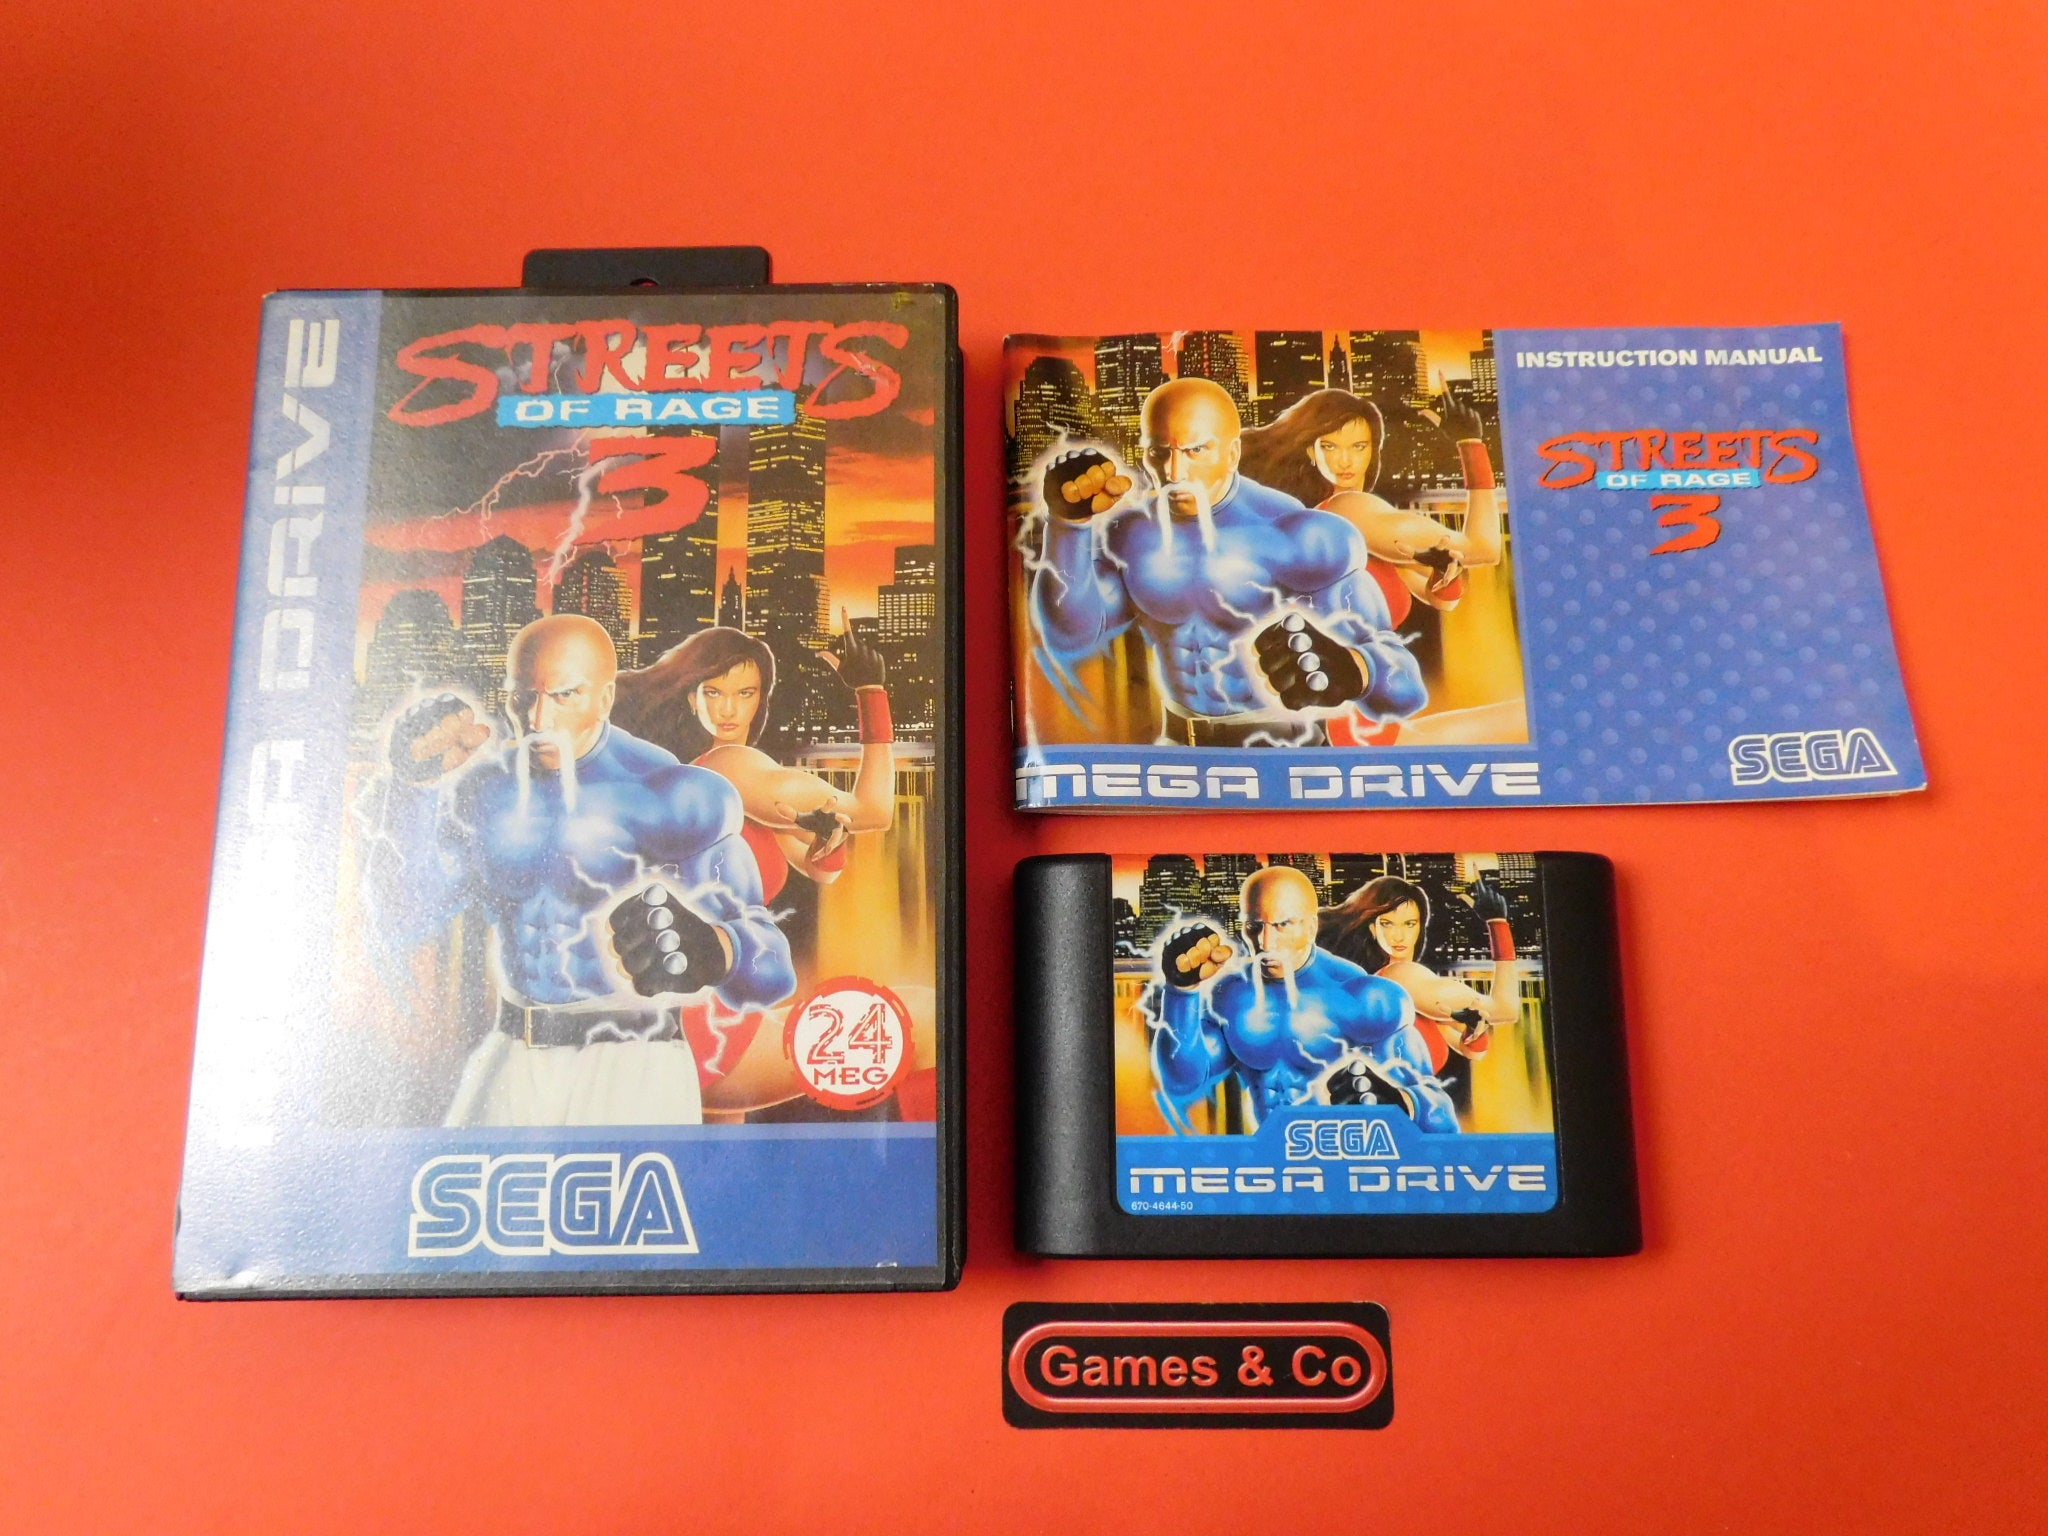 MEGA DRIVE
STREETS
OF RAGE
3
24
MEG
SEGA
INSTRUCTION MANUAL
STREETS
OF RAGE
3
SEGA
MEGA DRIVE
SEGA
MEGA DRIVE
670-4644-50
Games & Co